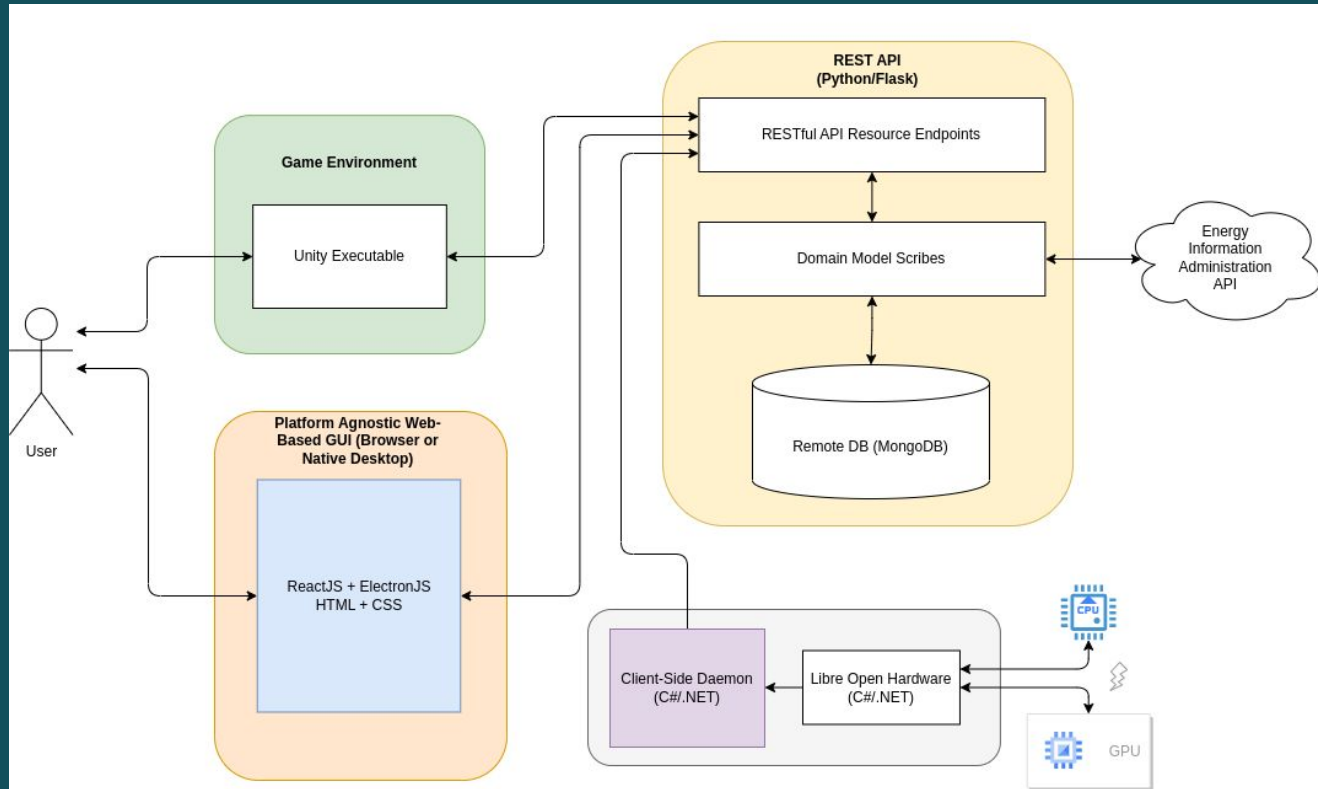 REST API
(Python/Flask)
RESTful API Resource Endpoints
Game Environment
Unity Executable
Domain Model Scribes
Energy
Information
Administration
API
User
Platform Agnostic Web-
Based GUI (Browser or
Native Desktop)
Remote DB (MongoDB)
ReactJS + ElectronJS
HTML + CSS
CPU
Client-Side Daemon
(C#/.NET)
Libre Open Hardware
(C#/.NET)
GPU